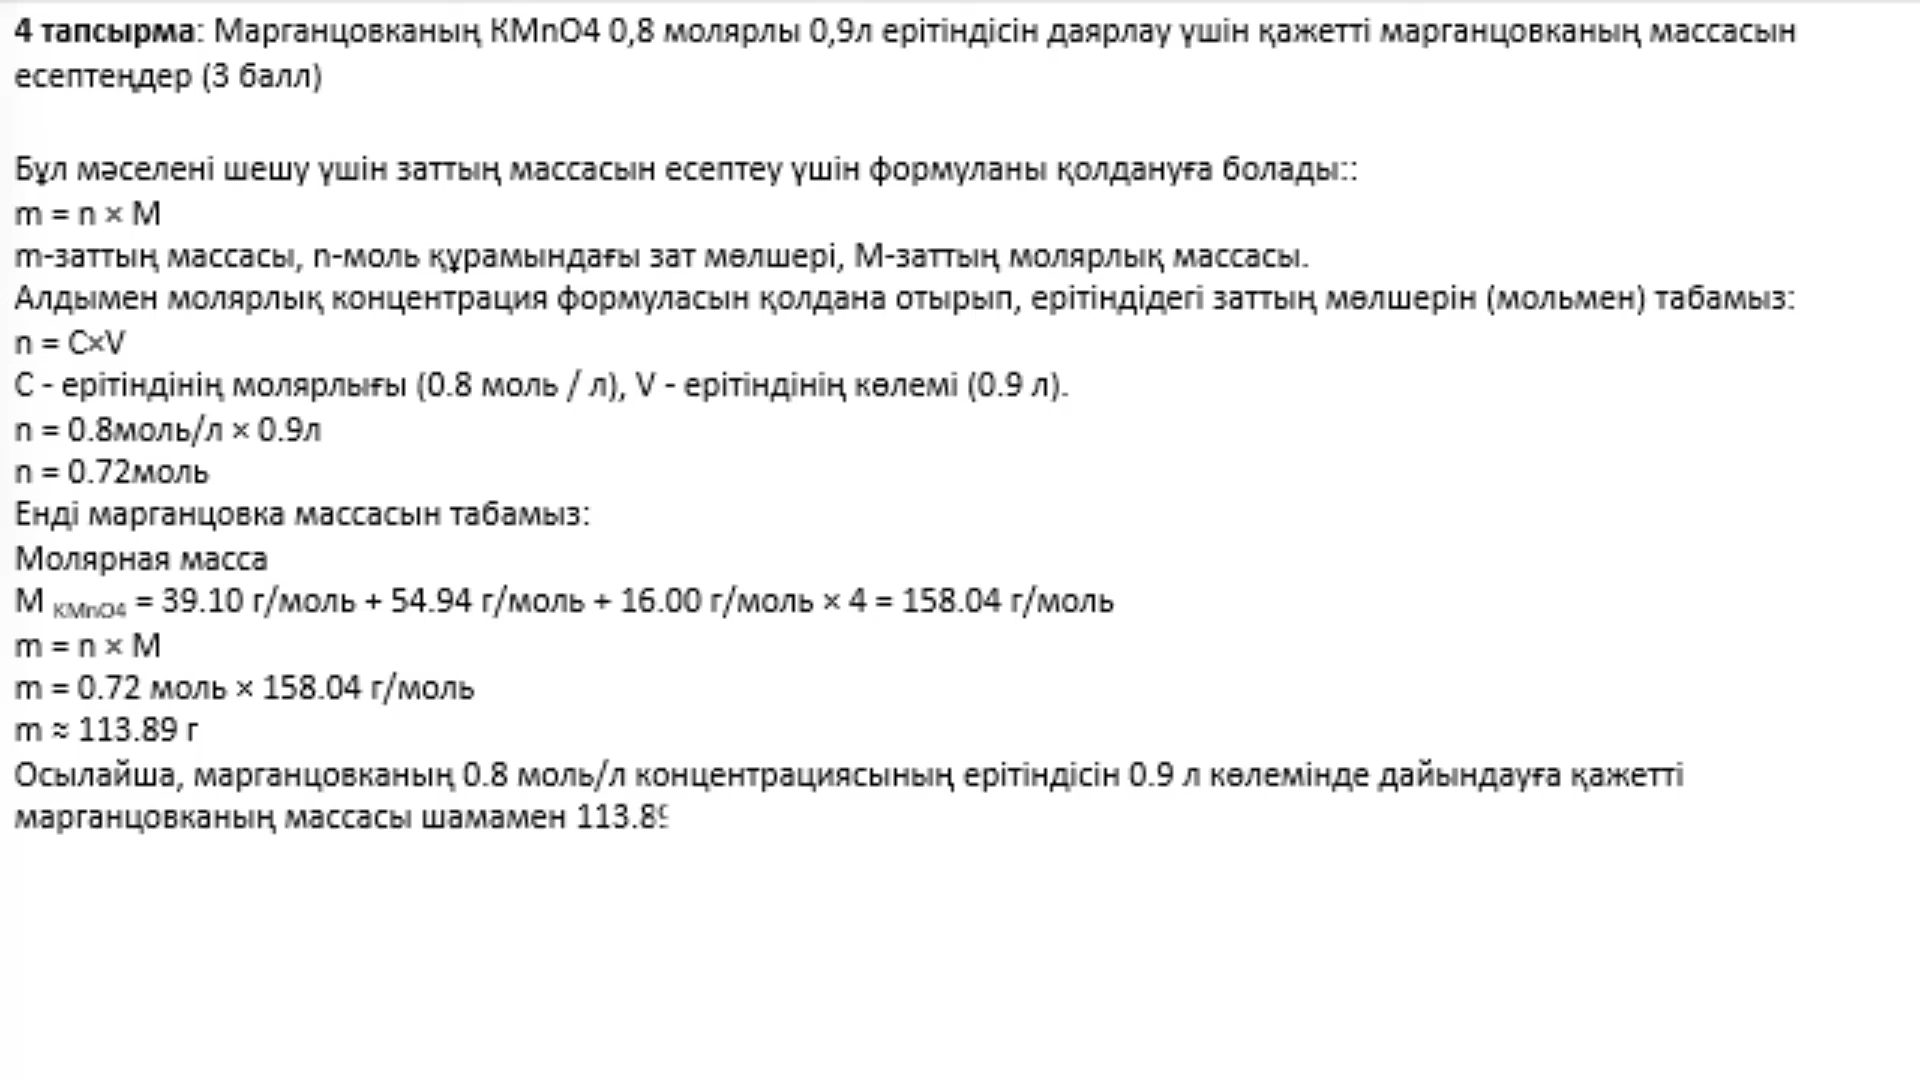 4 тапсырма: Марганцовканың KMnO4 0,8 молярлы 0,9л ерітіндісін даярлау үшін қажетті марганцовканың массасын
есептеңдер (3 балл)
Бұл мәселені шешу үшін заттың массасын есептеу үшін формуланы қолдануға болады::
m = n × M
m-заттың массасы, n-моль құрамындағы зат мөлшері, M-заттың молярлық массасы.
Алдымен молярлық концентрация формуласын қолдана отырып, ерітіндідегі заттың мөлшерін (мольмен) табамыз:
n = C×V
C - ерітіндінің молярлығы (0.8 моль / л), V - ерітіндінің көлемі (0.9 л).
n = 0.8моль/л × 0.9л
n = 0.72моль
Енді марганцовка массасын табамыз:
Молярная масса
M KMnO4 = 39.10 г/моль + 54.94 г/моль + 16.00 г/моль × 4 = 158.04 г/моль
m = n × M
m = 0.72 моль × 158.04 г/моль
m ≈ 113.89 г
Осылайша, марганцовканың 0.8 моль/л концентрациясының ерітіндісін 0.9 л көлемінде дайындауға қажетті
марганцовканың массасы шамамен 113.89